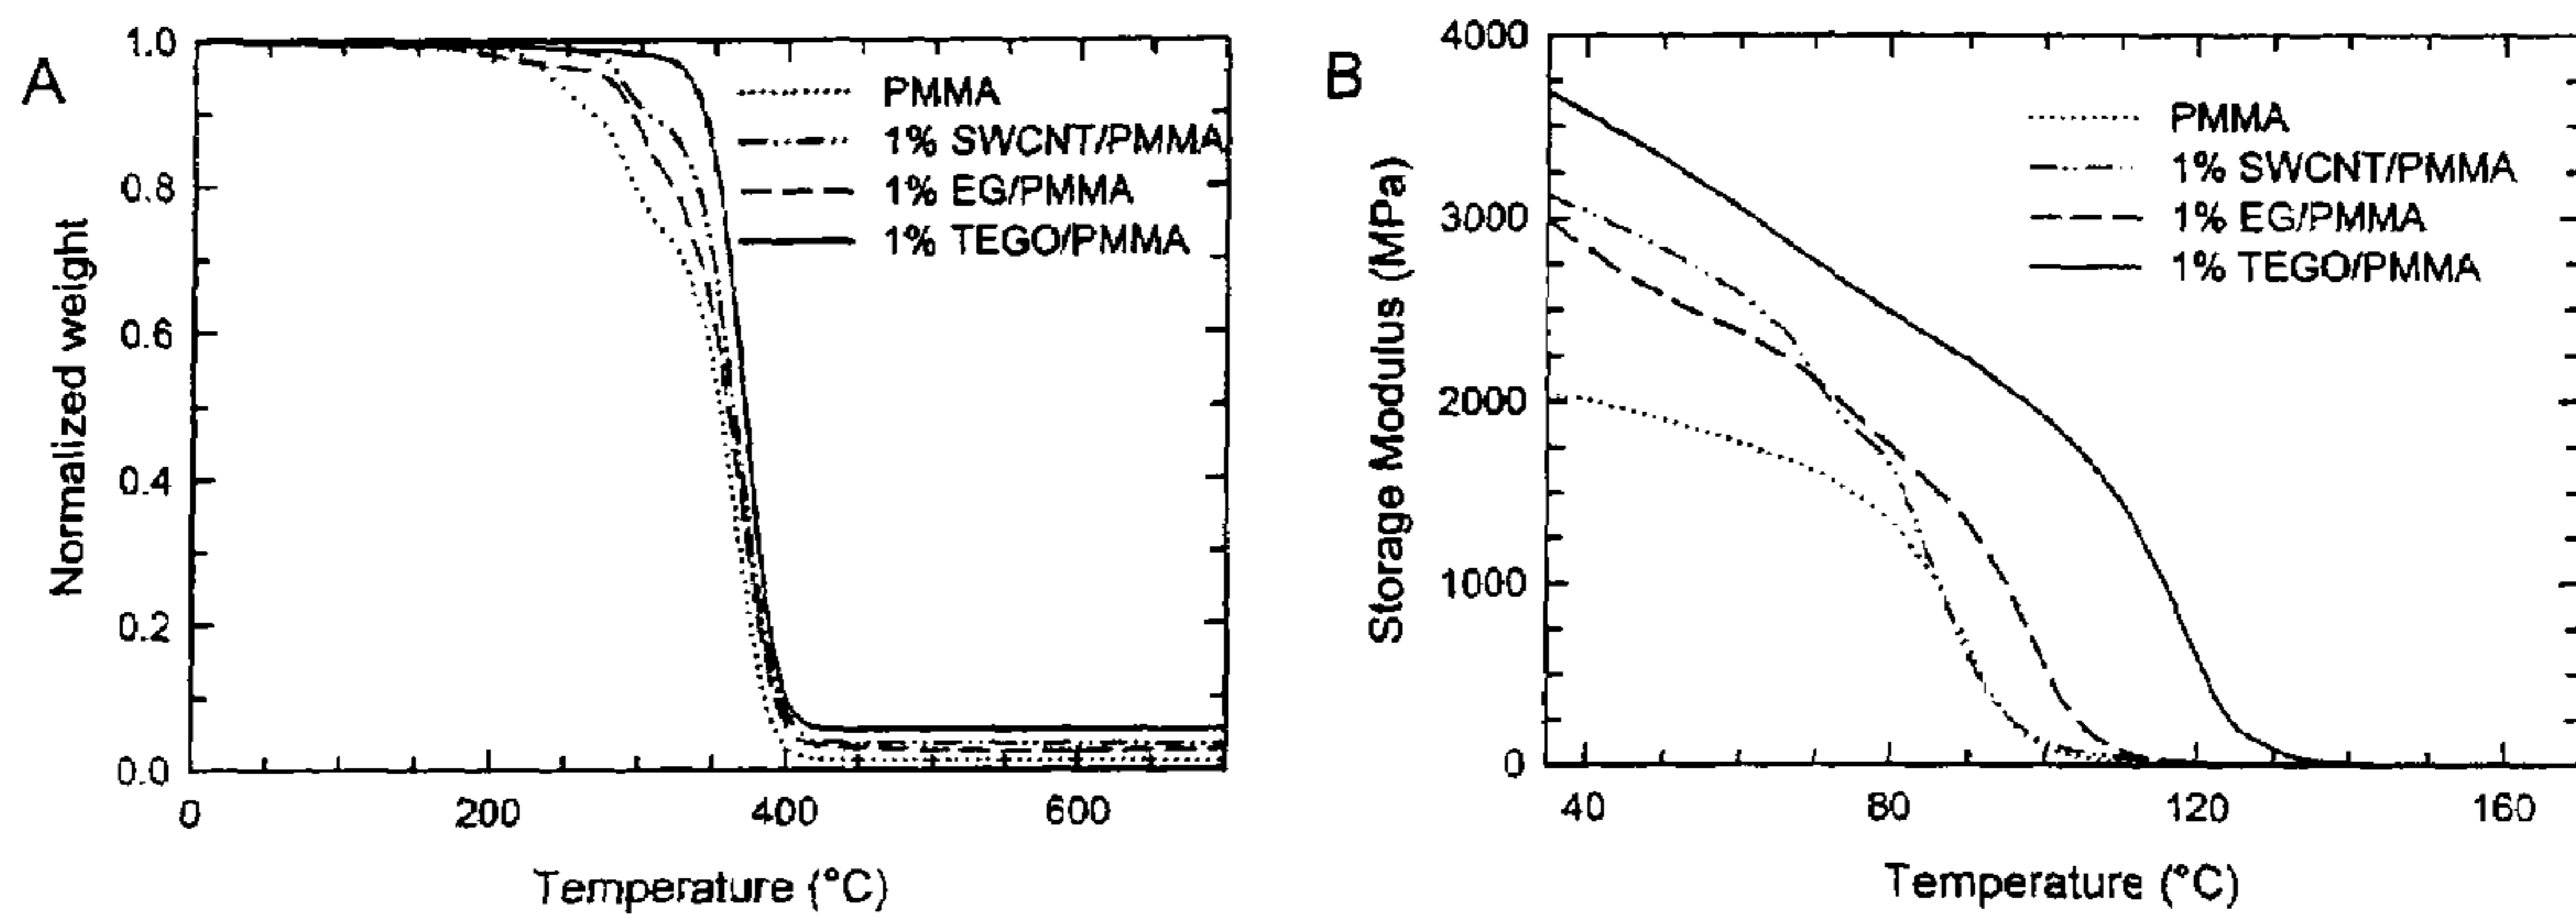 A
1.0
0.8
0.6
0.4
0.2
0.0
Normalized weight
PMMA
1% SWCNT/PMMA
1% EG/PMMA
1% TEGO/PMMA
0 200 400 600
Temperature (°C)
B
4000
3000
2000
1000
0
Storage Modulus (MPa)
PMMA
1% SWCNT/PMMA
1% EG/PMMA
1% TEGO/PMMA
40 80 120 160
Temperature (°C)